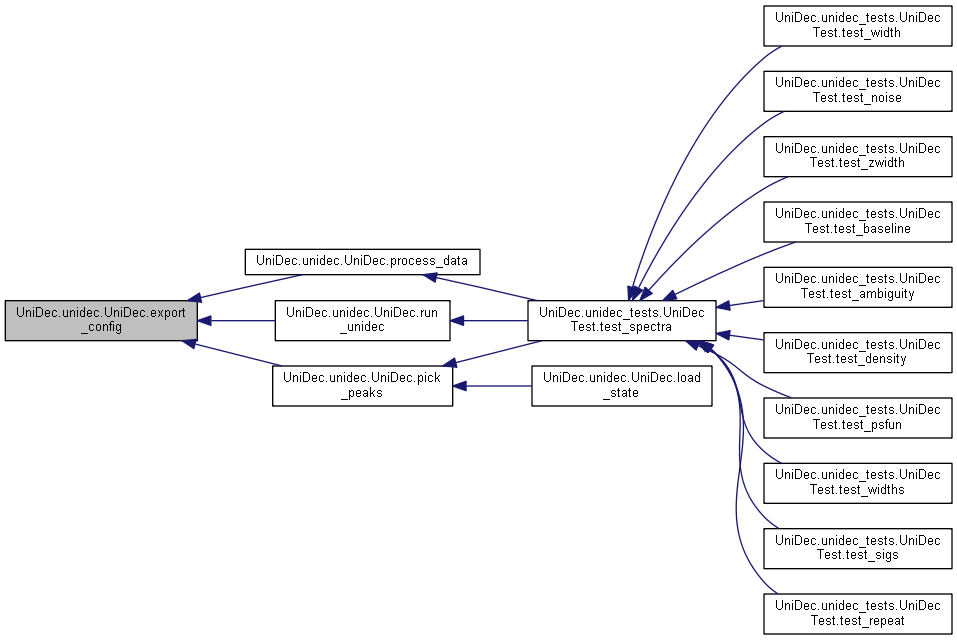 UniDec.unidec_tests.UniDec
Test.test_width
UniDec.unidec_tests.UniDec
Test.test_noise
UniDec.unidec_tests.UniDec
Test.test_zwidth
UniDec.unidec_tests.UniDec
Test.test_baseline
UniDec.unidec.UniDec.process_data
UniDec.unidec_tests.UniDec
Test.test_ambiguity
UniDec.unidec.UniDec.export
_config
UniDec.unidec.UniDec.run
_unidec
UniDec.unidec_tests.UniDec
Test.test_spectra
UniDec.unidec_tests.UniDec
Test.test_density
UniDec.unidec.UniDec.pick
_peaks
UniDec.unidec.UniDec.load
_state
UniDec.unidec_tests.UniDec
Test.test_psfun
UniDec.unidec_tests.UniDec
Test.test_widths
UniDec.unidec_tests.UniDec
Test.test_sigs
UniDec.unidec_tests.UniDec
Test.test_repeat